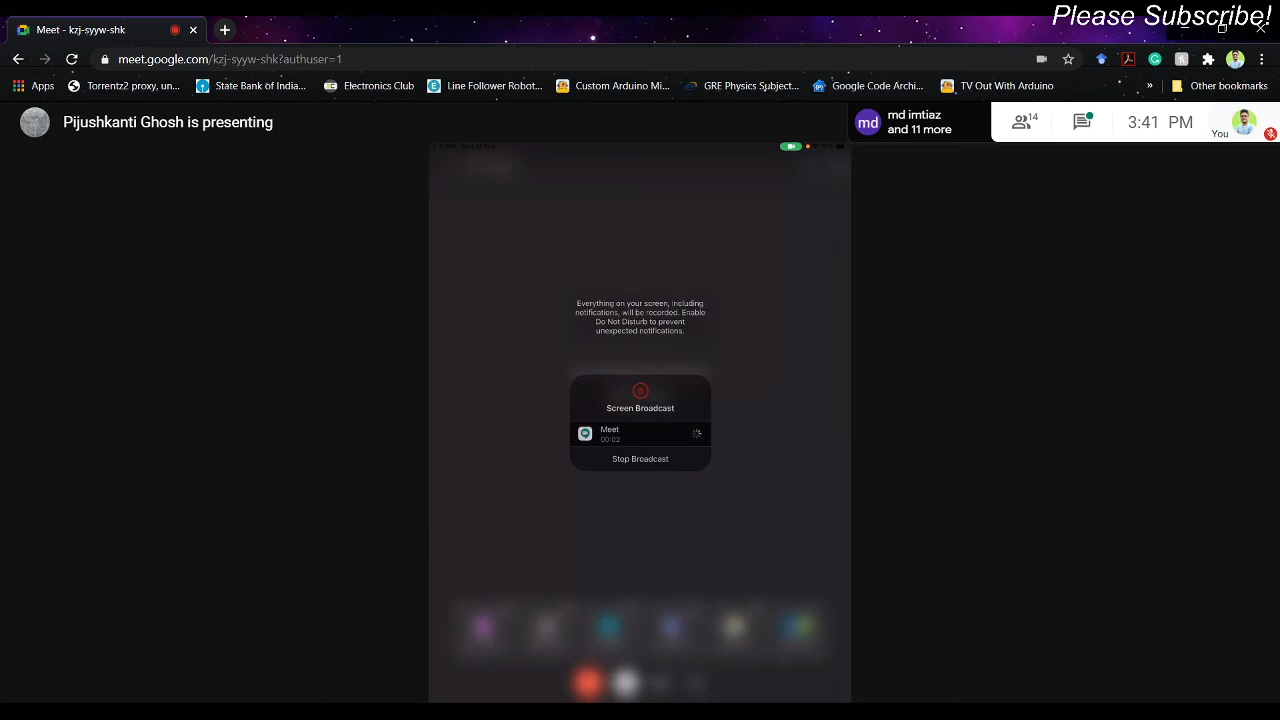 Please Subscribe!
Meet - kzj-syyw-shk
meet.google.com/kzj-syyw-shk?authuser=1
Apps
Torrentz2 proxy, un...
State Bank of India...
Electronics Club
Line Follower Robot...
Custom Arduino Mi...
GRE Physics Subject...
Google Code Archi...
TV Out With Arduino
»
Other bookmarks
Pijushkanti Ghosh is presenting
md
md imtiaz
and 11 more
14
3:41 PM
You
Everything on your screen, including
notifications, will be recorded. Enable
Do Not Disturb to prevent
unexpected notifications.
Screen Broadcast
Meet
00:02
Stop Broadcast